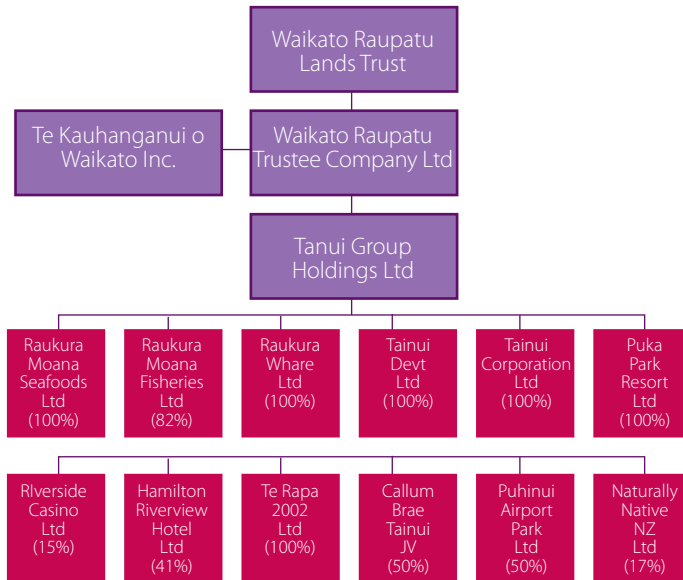 Waikato Raupatu
Lands Trust
Te Kauhanganui o
Waikato Inc.
Waikato Raupatu
Trustee Company Ltd
Tanui Group
Holdings Ltd
Raukura
Moana
Seafoods
Ltd
(100%)
Raukura
Moana
Fisheries
Ltd
(82%)
Raukura
Whare
Ltd
(100%)
Tainui
Devt
Ltd
(100%)
Tainui
Corporation
Ltd
(100%)
Puka
Park
Resort
Ltd
(100%)
RIverside
Casino
Ltd
(15%)
Hamilton
Riverview
Hotel
Ltd
(41%)
Te Rapa
2002
Ltd
(100%)
Callum
Brae
Tainui
JV
(50%)
Puhinui
Airport
Park
Ltd
(50%)
Naturally
Native
NZ
Ltd
(17%)